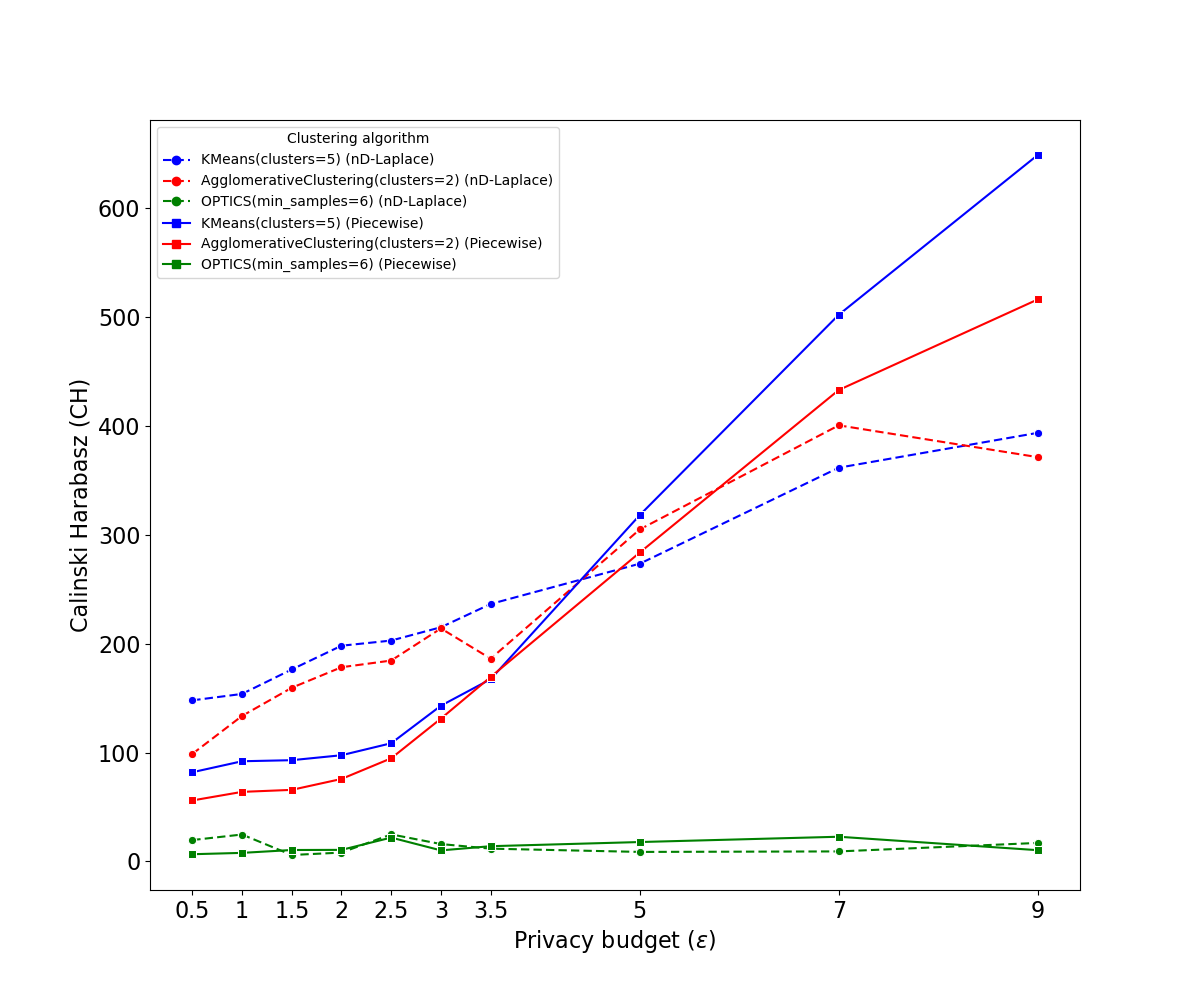 Clustering algorithm
KMeans(clusters=5) (nD-Laplace)
AgglomerativeClustering(clusters=2) (nD-Laplace)
OPTICS(min_samples=6) (nD-Laplace)
KMeans(clusters=5) (Piecewise)
AgglomerativeClustering(clusters=2) (Piecewise)
OPTICS(min_samples=6) (Piecewise)
Calinski Harabasz (CH)
600
500
400
300
200
100
0
0.5 1 1.5 2 2.5 3 3.5 5 7 9
Privacy budget (ε)